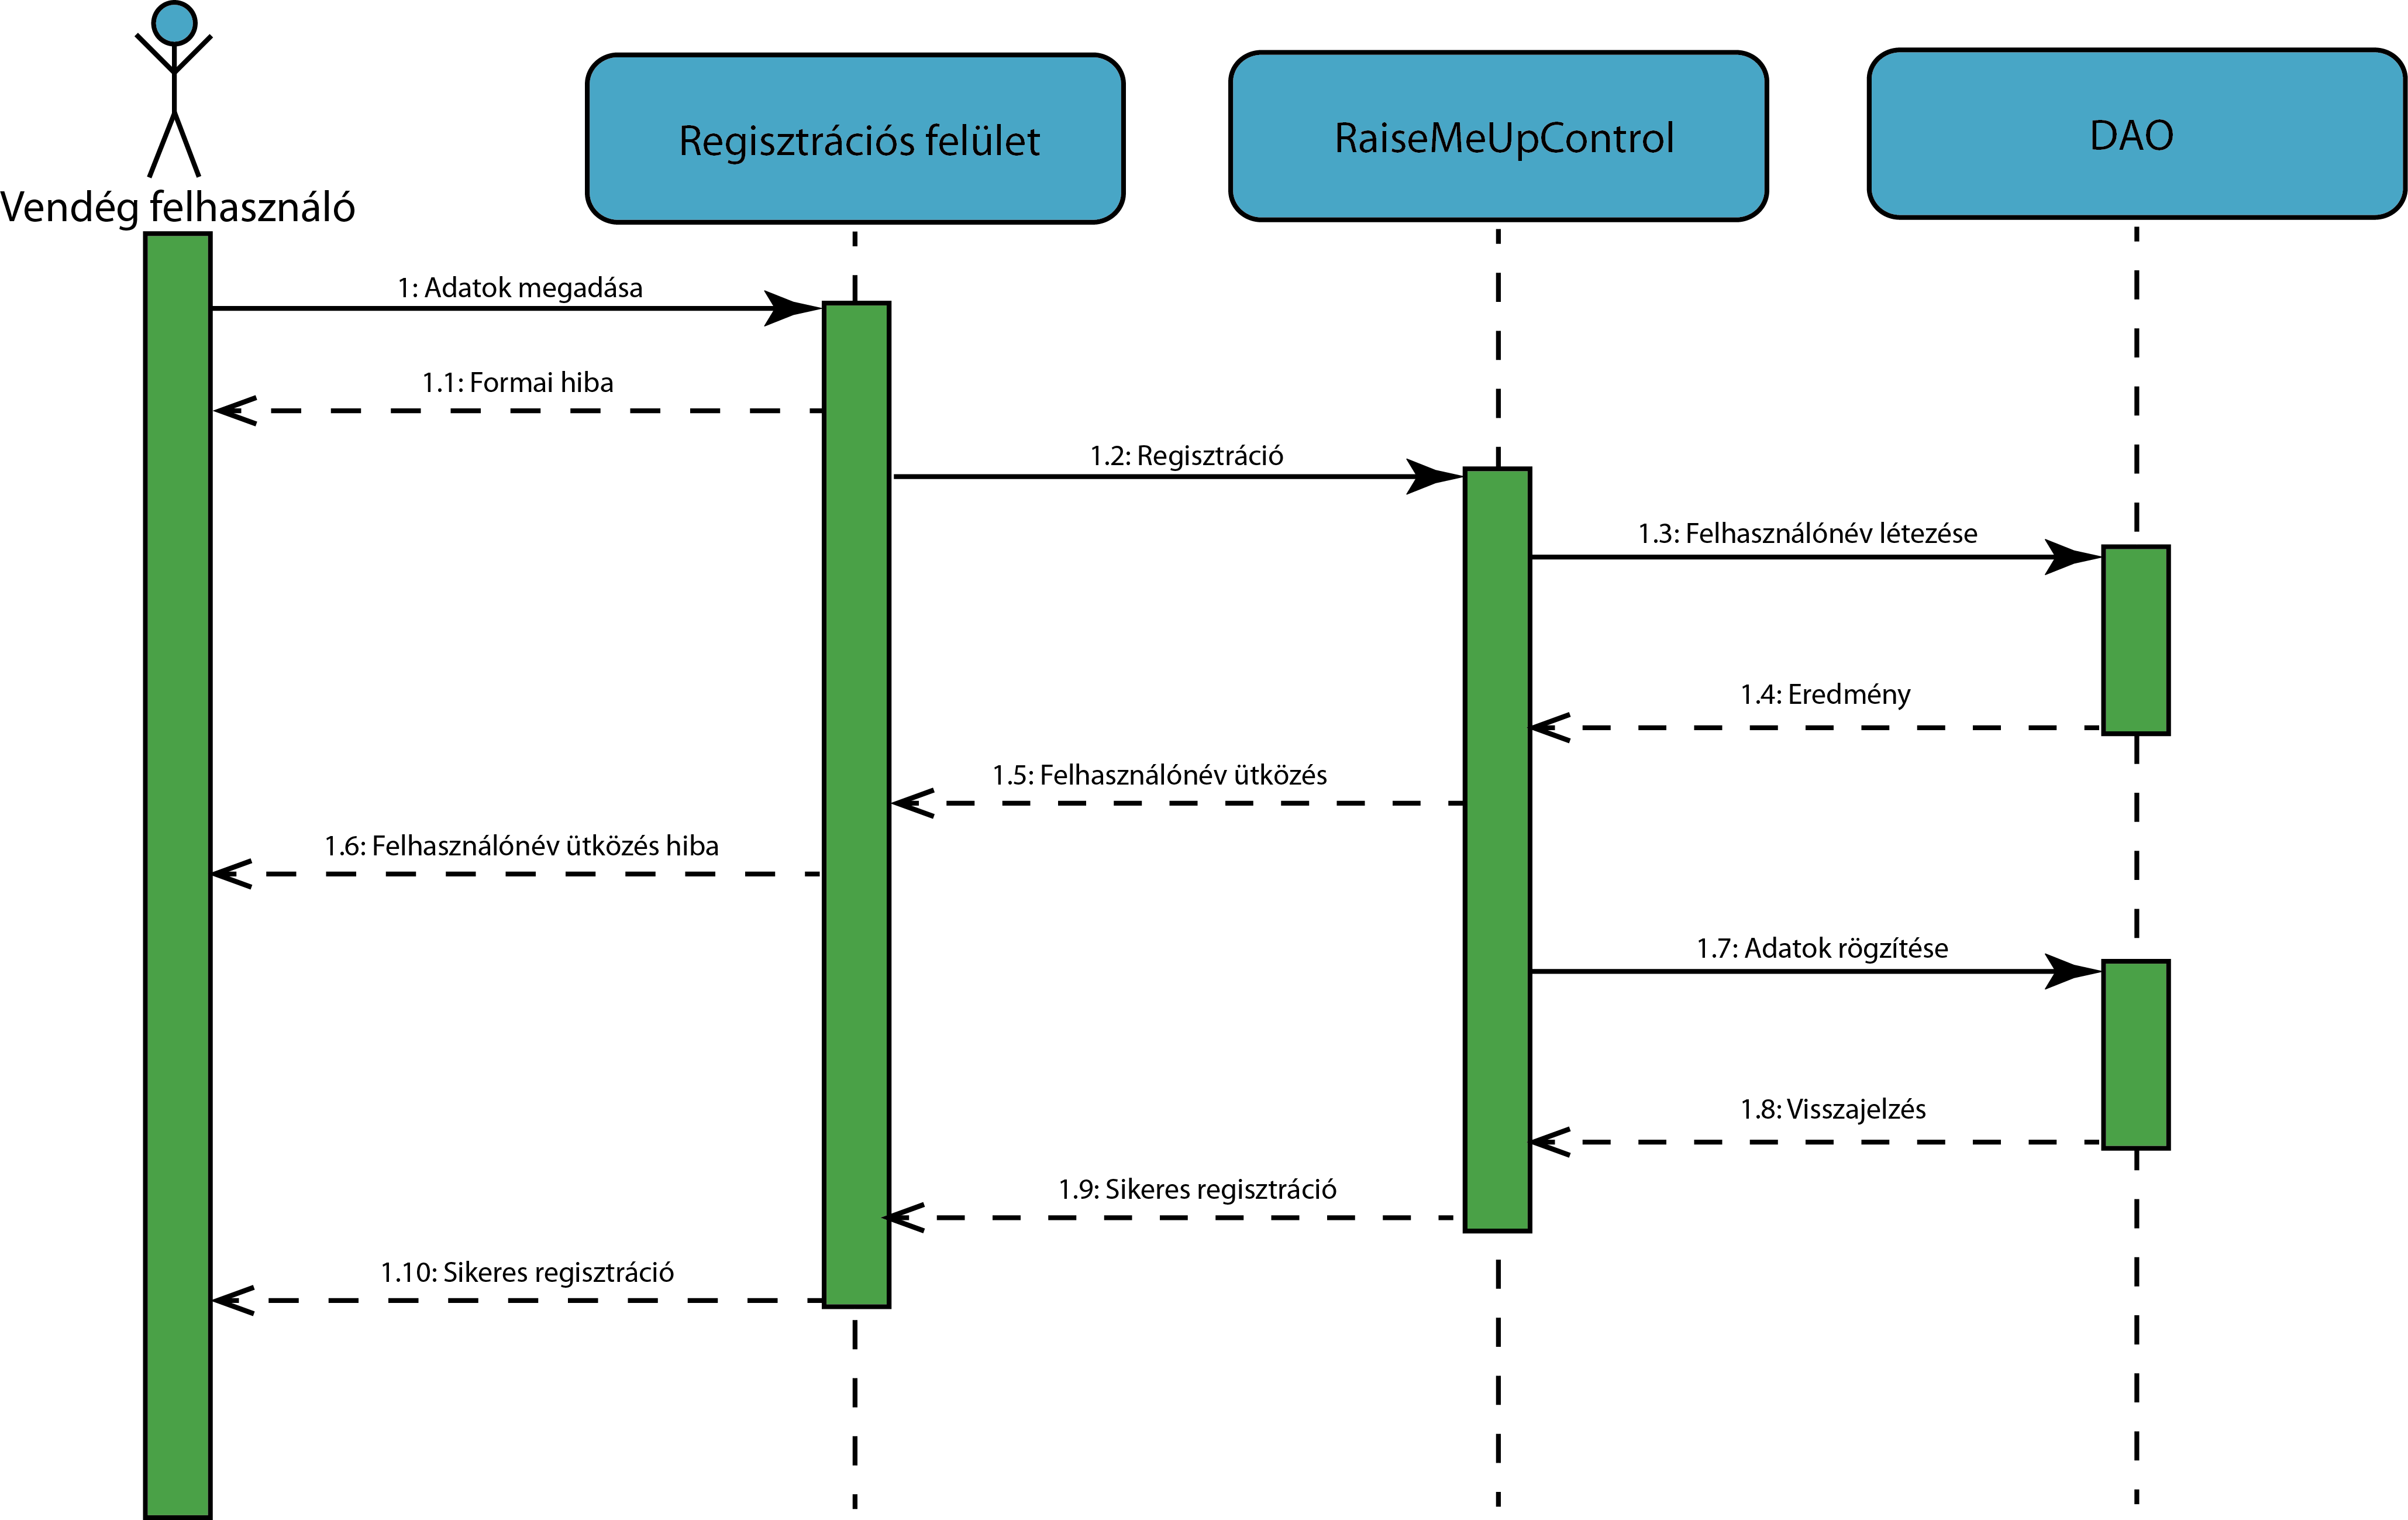 Vendég felhasználó
Regisztrációs felület
RaiseMeUpControl
DAO
1: Adatok megadása
1.1: Formai hiba
1.2: Regisztráció
1.3: Felhasználónév létezése
1.4: Eredmény
1.5: Felhasználónév ütközés
1.6: Felhasználónév ütközés hiba
1.7: Adatok rögzítése
1.8: Visszajelzés
1.9: Sikeres regisztráció
1.10: Sikeres regisztráció